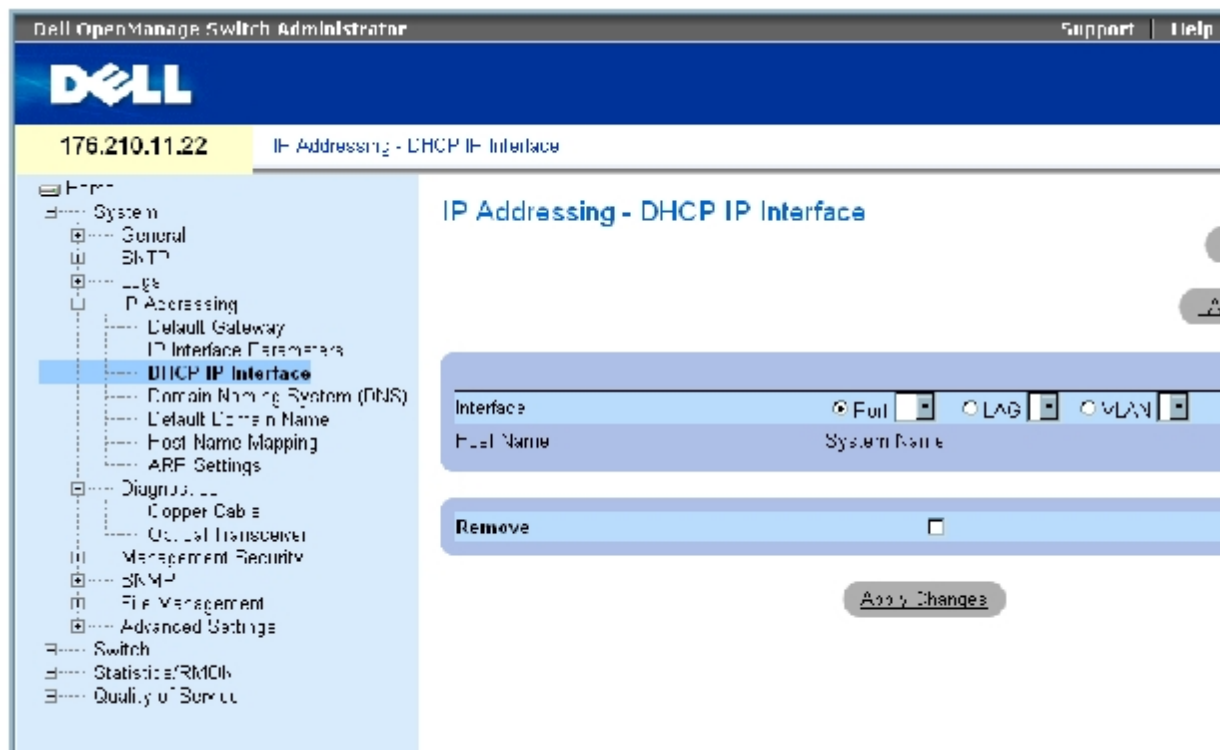 Dell OpenManage Switch Administrator
Support | Help
DELL
176.210.11.22
IP Addressing - DHCP IP Interface
Home
System
General
SNTP
Logs
IP Addressing
Default Gateway
IP Interface Parameters
DHCP IP Interface
Domain Naming System (DNS)
Default Domain Name
Host Name Mapping
ARP Settings
Diagnostics
Copper Cable
Optical Transceiver
Management Security
SNMP
File Management
Advanced Settings
Switch
Statistics/RMON
Quality of Service
IP Addressing - DHCP IP Interface
Interface Port LAG VLAN
Host Name System Name
Remove
Apply Changes